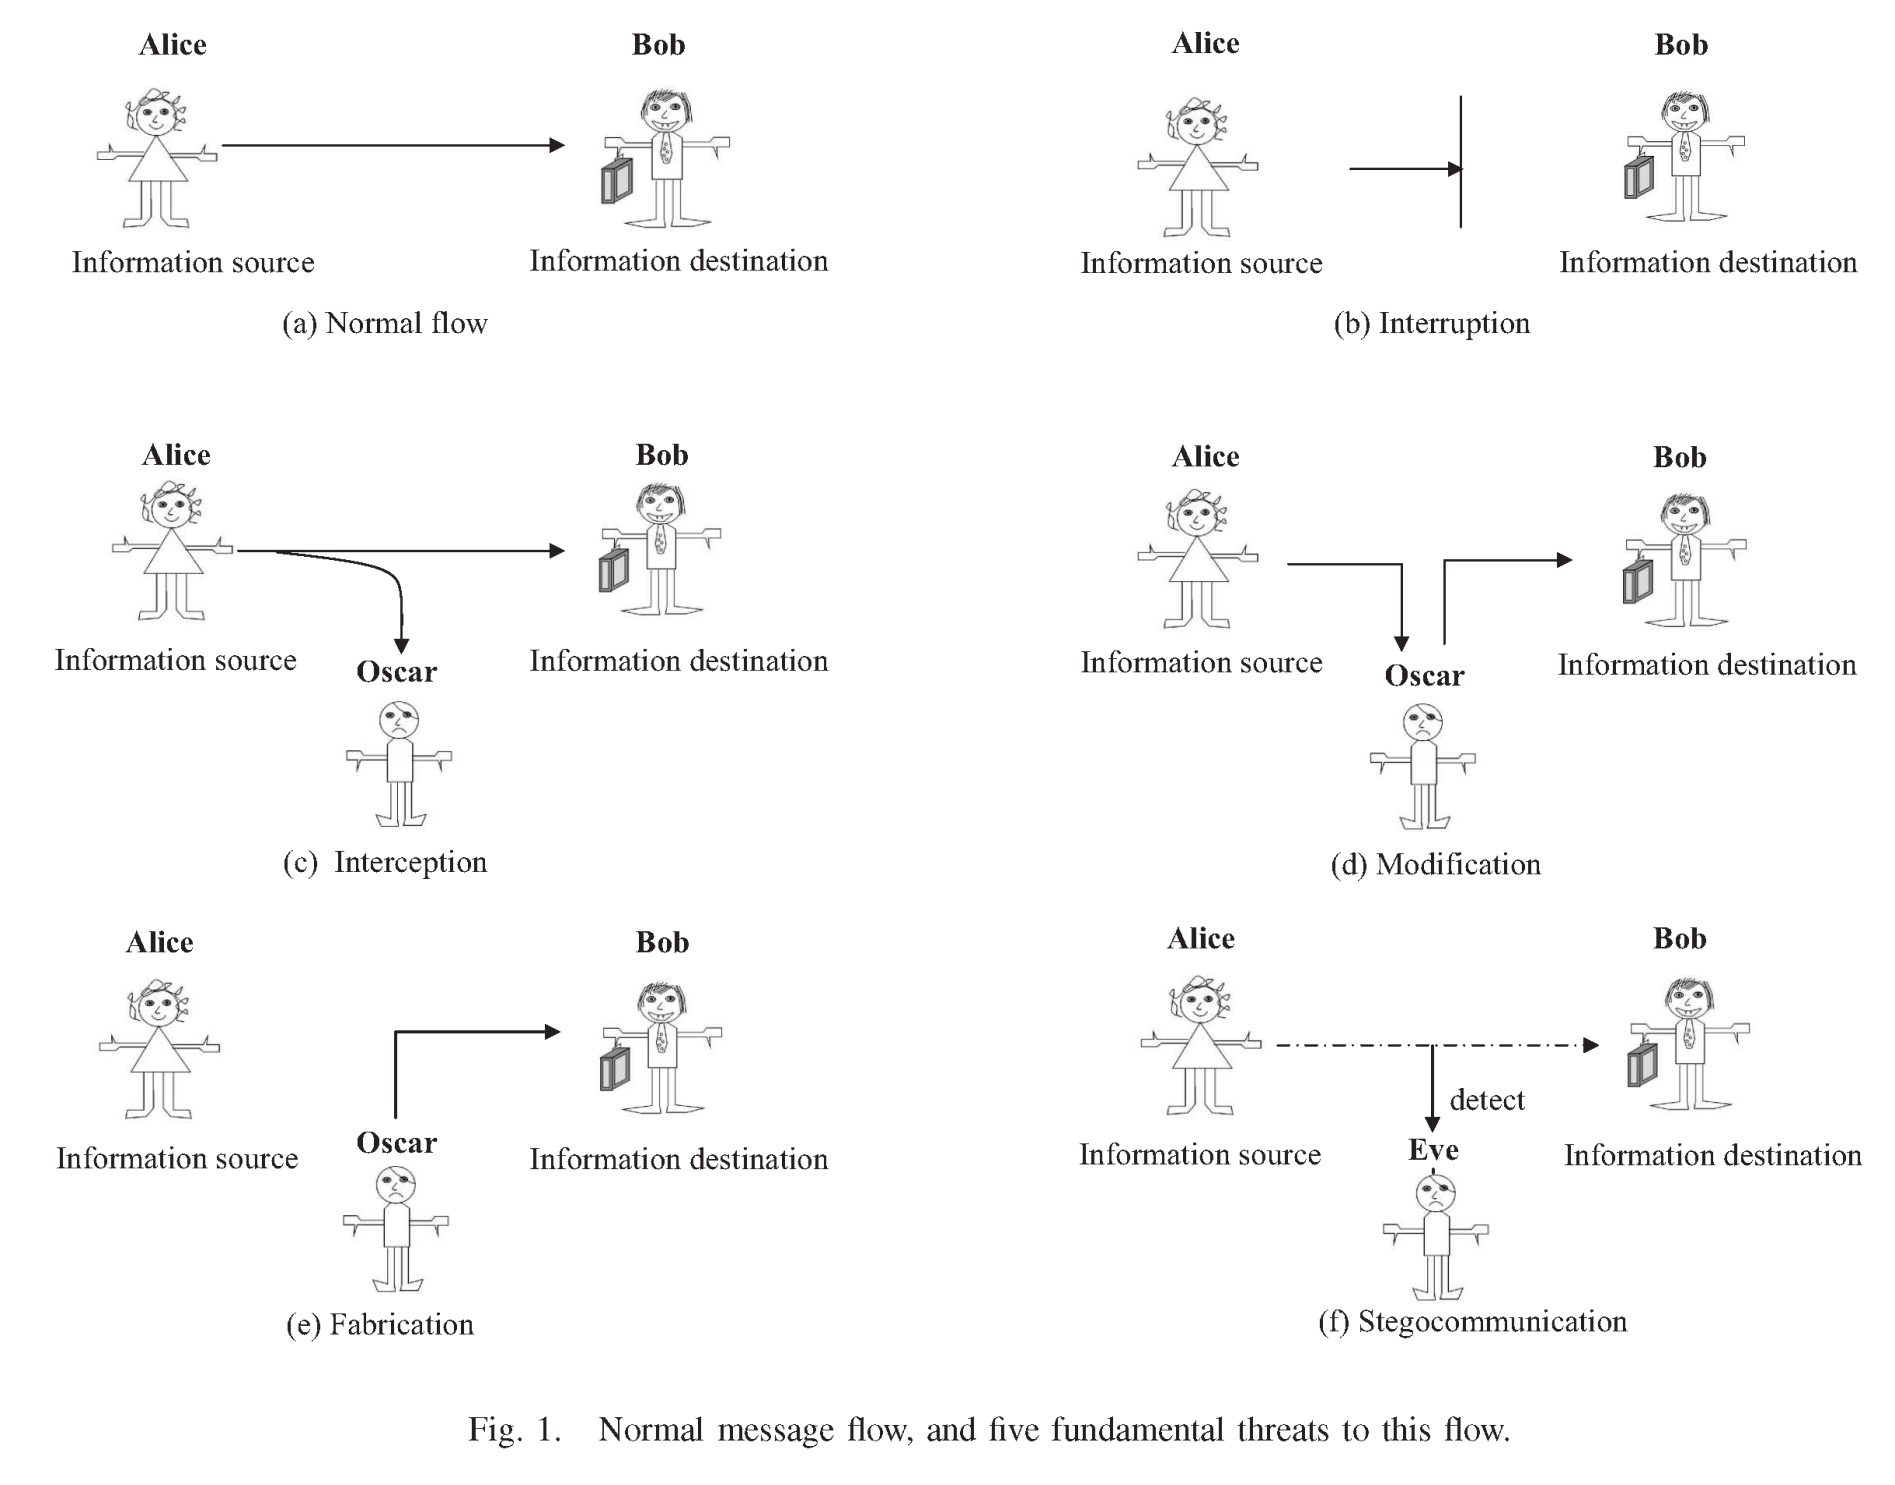 Alice
Bob
Information source
Information destination
(a) Normal flow
Alice
Bob
Information source
Information destination
(b) Interruption
Alice
Bob
Information source
Information destination
Oscar
(c) Interception
Alice
Bob
Information source
Information destination
Oscar
(d) Modification
Alice
Bob
Information source
Information destination
Oscar
(e) Fabrication
Alice
Bob
detect
Information source
Information destination
Eve
(f) Stegocommunication
Fig. 1. Normal message flow, and five fundamental threats to this flow.